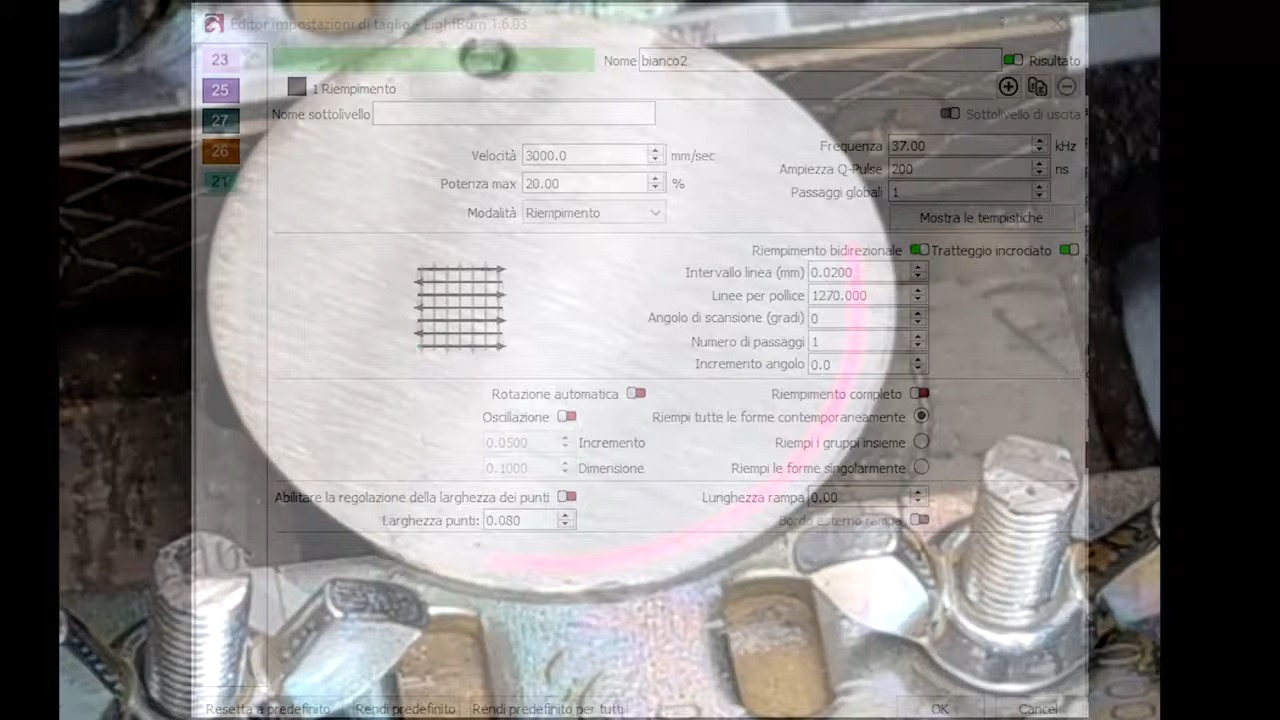 Editor impostazioni di taglio - LightBurn 1.6.03
23
25
27
26
21
Nome bianco2
Risultato
1 Riempimento
Nome sottolivello
Sottolivello di uscita
Velocità 3000.0 mm/sec
Potenza max 20.00 %
Modalità Riempimento
Frequenza 37.00 kHz
Ampiezza Q-Pulse 200 ns
Passaggi globali 1
Mostra le tempistiche
Riempimento bidirezionale Tratteggio incrociato
Intervallo linea (mm) 0.0200
Linee per pollice 1270.000
Angolo di scansione (gradi) 0
Numero di passaggi 1
Incremento angolo 0.0
Rotazione automatica
Oscillazione
0.0500 Incremento
0.1000 Dimensione
Riempimento completo
Riempi tutte le forme contemporaneamente
Riempi i gruppi insieme
Riempi le forme singolarmente
Abilitare la regolazione della larghezza dei punti
Larghezza punti: 0.080
Lunghezza rampa 0.00
Bordo esterno rampa
Resetta a predefinito Rendi predefinito Rendi predefinito per tutti
OK Cancel